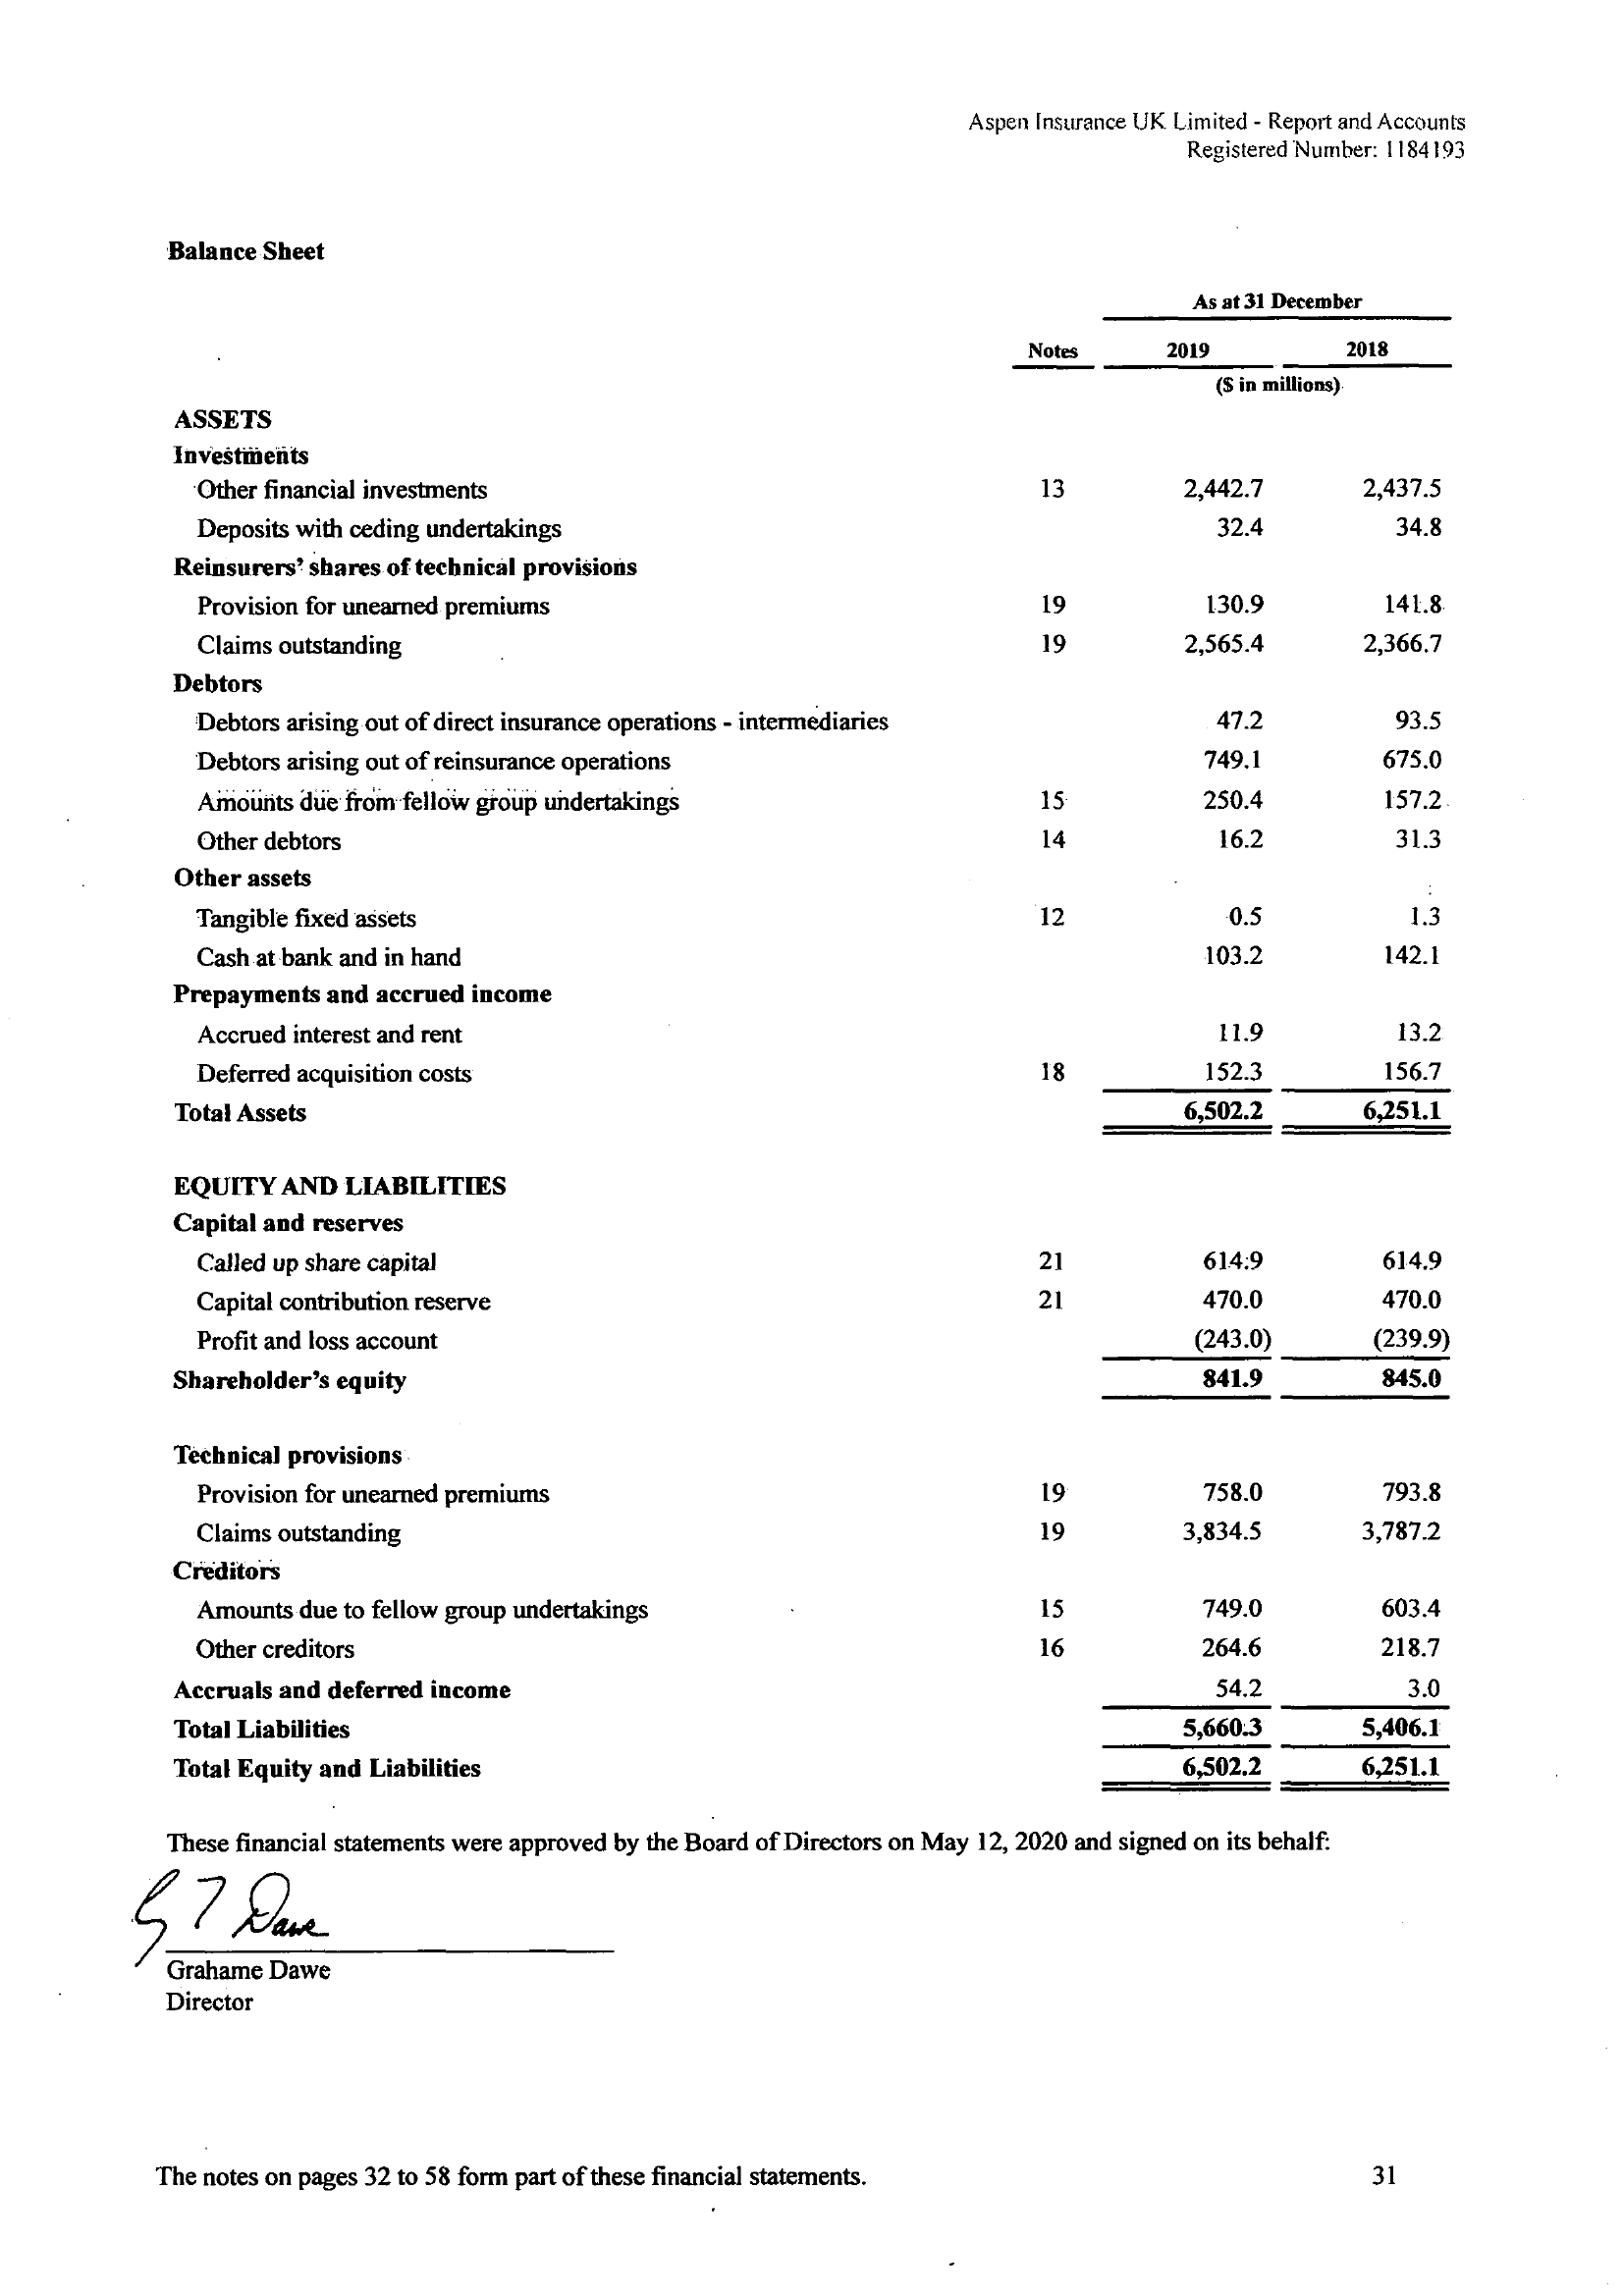 Aspen Insurance UK Limited - Report and Accounts
Registered Number: 1184193
Balance Sheet
As at 31 December
Notes 2019 2018
($ in millions)
ASSETS
Investments
Other financial investments 13 2,442.7 2,437.5
Deposits with ceding undertakings 32.4 34.8
Reinsurers' shares of technical provisions
Provision for unearned premiums 19 130.9 141.8
Claims outstanding 19 2,565.4 2,366.7
Debtors
Debtors arising out of direct insurance operations - intermediaries 47.2 93.5
Debtors arising out of reinsurance operations 749.1 675.0
Amounts due from fellow group undertakings 15 250.4 157.2
Other debtors 14 16.2 31.3
Other assets
Tangible fixed assets 12 0.5 1.3
Cash at bank and in hand 103.2 142.1
Prepayments and accrued income
Accrued interest and rent 11.9 13.2
Deferred acquisition costs 18 152.3 156.7
Total Assets 6,502.2 6,251.1
EQUITY AND LIABILITIES
Capital and reserves
Called up share capital 21 614.9 614.9
Capital contribution reserve 21 470.0 470.0
Profit and loss account (243.0) (239.9)
Shareholder's equity 841.9 845.0
Technical provisions
Provision for unearned premiums 19 758.0 793.8
Claims outstanding 19 3,834.5 3,787.2
Creditors
Amounts due to fellow group undertakings 15 749.0 603.4
Other creditors 16 264.6 218.7
Accruals and deferred income 54.2 3.0
Total Liabilities 5,660.3 5,406.1
Total Equity and Liabilities 6,502.2 6,251.1
These financial statements were approved by the Board of Directors on May 12, 2020 and signed on its behalf:
G T Dawe
Grahame Dawe
Director
The notes on pages 32 to 58 form part of these financial statements. 31